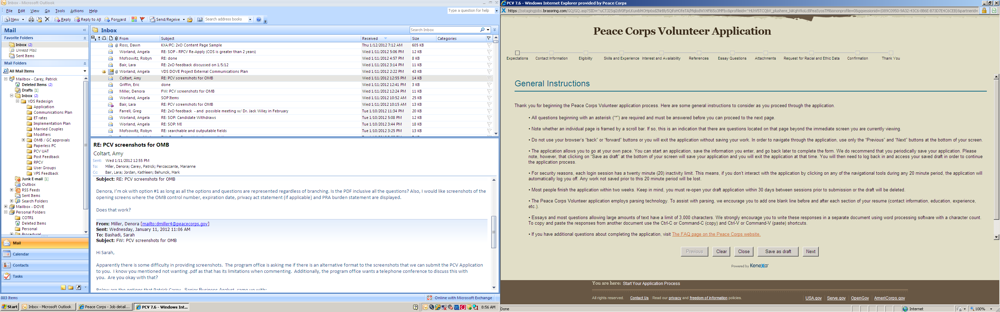 Inbox - Microsoft Outlook
File Edit View Go Tools Actions Help
Type a question for help
New Reply Reply to All Forward Send/Receive Search address books
Mail
Favorite Folders
Inbox (2)
Unread Mail
Sent Items
Mail Folders
All Mail Items
Mailbox - Carey, Patrick
Deleted Items (2)
Drafts [1]
Inbox (2)
VDS Redesign
Application
Communications Plan
ET rates
Implementation Plan
Married Couples
Modifiers
OMB / GC approvals
Paperless PC
PCV UAT
Post Feedback
RPCV
User Groups
VPS Feedback
Junk E-mail [1]
Outbox
RSS Feeds
Sent Items
Search Folders
Mailbox - DOVE
Personal Folders
COTR1
Deleted Items
Personal
Procedural
Mail
Calendar
Contacts
Tasks
883 Items
Inbox
Search Inbox
From Subject Received Size Categories
Ross, Dawn KXA/PC: 2xO Content Page Sample Thu 1/12/2012 7:12 AM 605 KB
Worland, Angela RE: SOP - RPCV Re-Apply (COS is greater than 2 years) Wed 1/11/2012 5:06 PM 12 KB
Mofsowitz, Robyn RE: done Wed 1/11/2012 4:57 PM 8 KB
Bair, Lara RE: 2xO feedback discussed on 1/5/12 Wed 1/11/2012 3:14 PM 11 KB
Worland, Angela VDS DOVE Project External Communications Plan Wed 1/11/2012 2:22 PM 43 KB
Coltart, Amy RE: PCV screenshots for OMB Wed 1/11/2012 12:55 PM 14 KB
Griffin, Eric done Wed 1/11/2012 12:41 PM 3 KB
Miller, Denora FW: PCV screenshots for OMB Wed 1/11/2012 12:24 PM 11 KB
Worland, Angela SOP Items Wed 1/11/2012 10:52 AM 25 KB
Bair, Lara RE: PCV screenshots for OMB Wed 1/11/2012 10:15 AM 13 KB
Farrell, Greg RE: 2xO feedback - and possible meeting w/ Dr. Jack Wiley in February Tue 1/10/2012 11:34 PM 20 KB
Worland, Angela RE: SOP: Candidate Withdraws Tue 1/10/2012 5:08 PM 12 KB
Worland, Angela RE: SOP: MI Tue 1/10/2012 3:44 PM 18 KB
Mofsowitz, Robyn RE: searchable and outputable fields Tue 1/10/2012 3:25 PM 13 KB
RE: PCV screenshots for OMB
Coltart, Amy
Sent: Wed 1/11/2012 12:55 PM
To: Miller, Denora; Carey, Patrick; Perciaccante, Marianne
Cc: Bair, Lara; Jordan, Kathleen; Behuncik, Mark
Subject: RE: PCV screenshots for OMB
Denora, I'm ok with option #1 as long as all the options and questions are represented regardless of branching. Is the PDF inclusive all the questions? Also, I would like screenshots of the
opening screens where the OMB control number, expiration date, privacy act statement (if applicable) and PRA burden statement are displayed.
Does that work?
From: Miller, Denora [mailto:dmiller4@peacecorps.gov]
Sent: Wednesday, January 11, 2012 11:06 AM
To: Bashadi, Sarah
Subject: FW: PCV screenshots for OMB
Hi Sarah,
Apparently there is some difficulty in providing screenshots. The program office is asking me if there is an alternative format to the screenshots that we can submit the PCV Application
to you. I know you mentioned not wanting .pdf as that has its limitations when commenting. Additionally, the program office wants a telephone conference to discuss this with
you. Are you okay with that?
Below are the options that Patrick Carey, Senior Business Analyst, came up with:
Online with Microsoft Exchange
Start Inbox - Microsoft Outlook Peace Corps - Job detail... PCV 7.6 - Windows Int... 8:56 AM
PCV 7.6 - Windows Internet Explorer provided by Peace Corps
Peace Corps Volunteer Application
Expectations Contact Information Eligibility Skills and Experience Interest and Availability References Essay Questions Attachments Request for Racial and Ethic Data Confirmation Thank You
General Instructions
Thank you for beginning the Peace Corps Volunteer application process. Here are some general instructions to consider as you proceed through the application.
• All questions beginning with an asterisk ("*") are required and must be answered before you can proceed to the next page.
• Note whether an individual page is framed by a scroll bar. If so, this is an indication that there are questions located on that page beyond the immediate screen you are currently viewing.
• Do not use your browser's "back" or "forward" buttons or you will exit the application without saving your work. In order to navigate through the application, use only the "Previous" and "Next" buttons at the bottom of your screen.
• The application allows you to go at your own pace. You can start an application, save the information you enter, and go back later to complete the form. We do recommend that you periodically save your application. Please
note, however, that clicking on "Save as draft" at the bottom of your screen will save your application and you will exit the application at that time. You will then need to log back in and access your saved draft in order to continue
the application process.
• For security reasons, each login session has a twenty minute (20) inactivity limit. This means, if you don't interact with the application by clicking on any of the navigational tools during any 20 minute period, the application will
automatically log you off. Any work not saved prior to this 20 minute period will be lost.
• Most people finish the application within two weeks. Keep in mind, you must re-open your draft application within 30 days between sessions prior to submission or the draft will be deleted.
• The Peace Corps Volunteer application employs parsing technology. To assist with parsing, we encourage you to add one blank line before and after each section of your resume (contact information, education, experience,
etc.).
• Essays and most questions allowing large amounts of text have a limit of 3,000 characters. We strongly encourage you to write these responses in a separate document using word processing software with a character count.
To copy and paste the responses from another document use the Ctrl-C or Command-C (copy) and Ctrl-V or Command-V (paste) shortcuts.
• If you have additional questions about completing the application, visit The FAQ page on the Peace Corps website.
Previous Clear Close Save as draft Next
Powered by Kenexa
You are here: Start Your Application Process
All rights reserved. Contact Us Read our privacy and freedom of information policies.
USA.gov Serve.gov OpenGov AmeriCorps.gov
Done Internet 100%